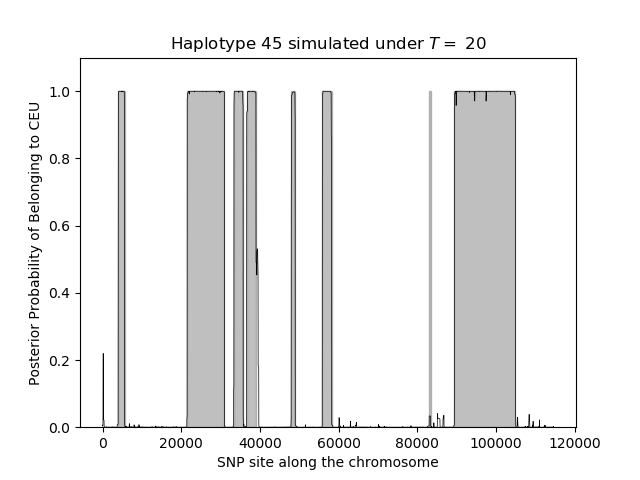 Haplotype 45 simulated under T = 20
Posterior Probability of Belonging to CEU
1.0
0.8
0.6
0.4
0.2
0.0
0 20000 40000 60000 80000 100000 120000
SNP site along the chromosome